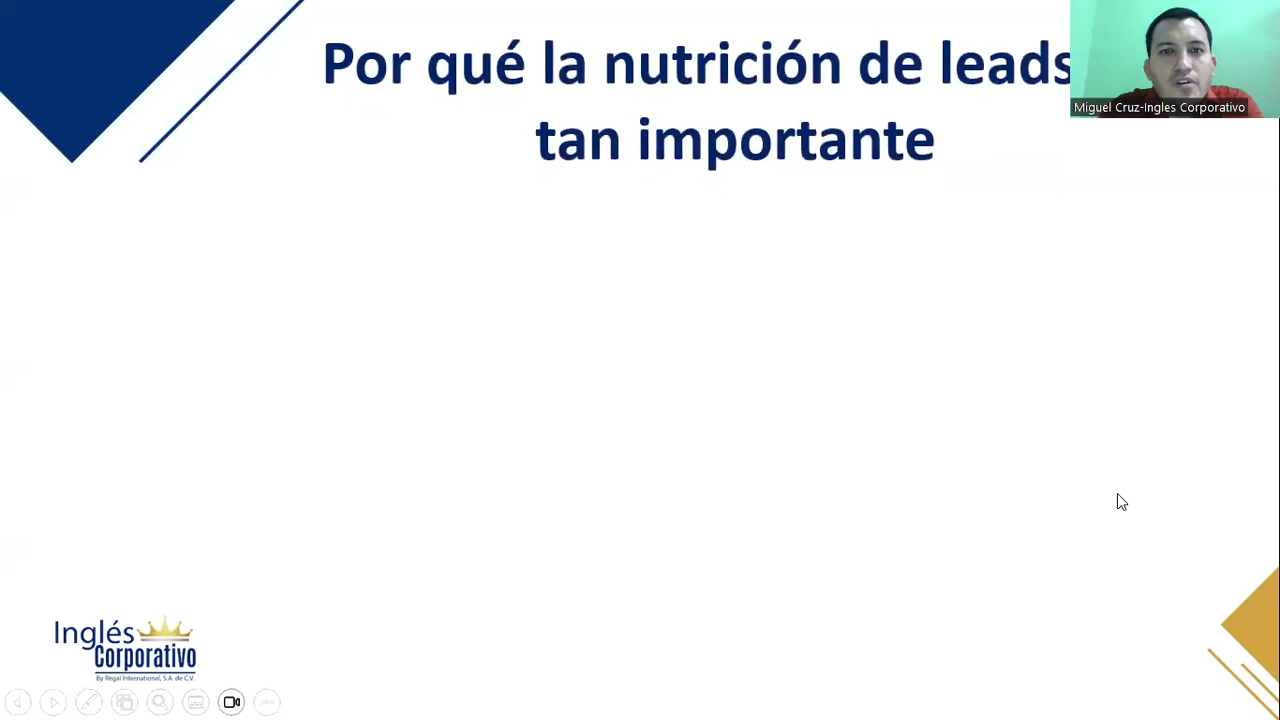 Por qué la nutrición de leads
tan importante
Miguel Cruz-Ingles Corporativo
Inglés
Corporativo
By Regal International, S.A. de C.V.